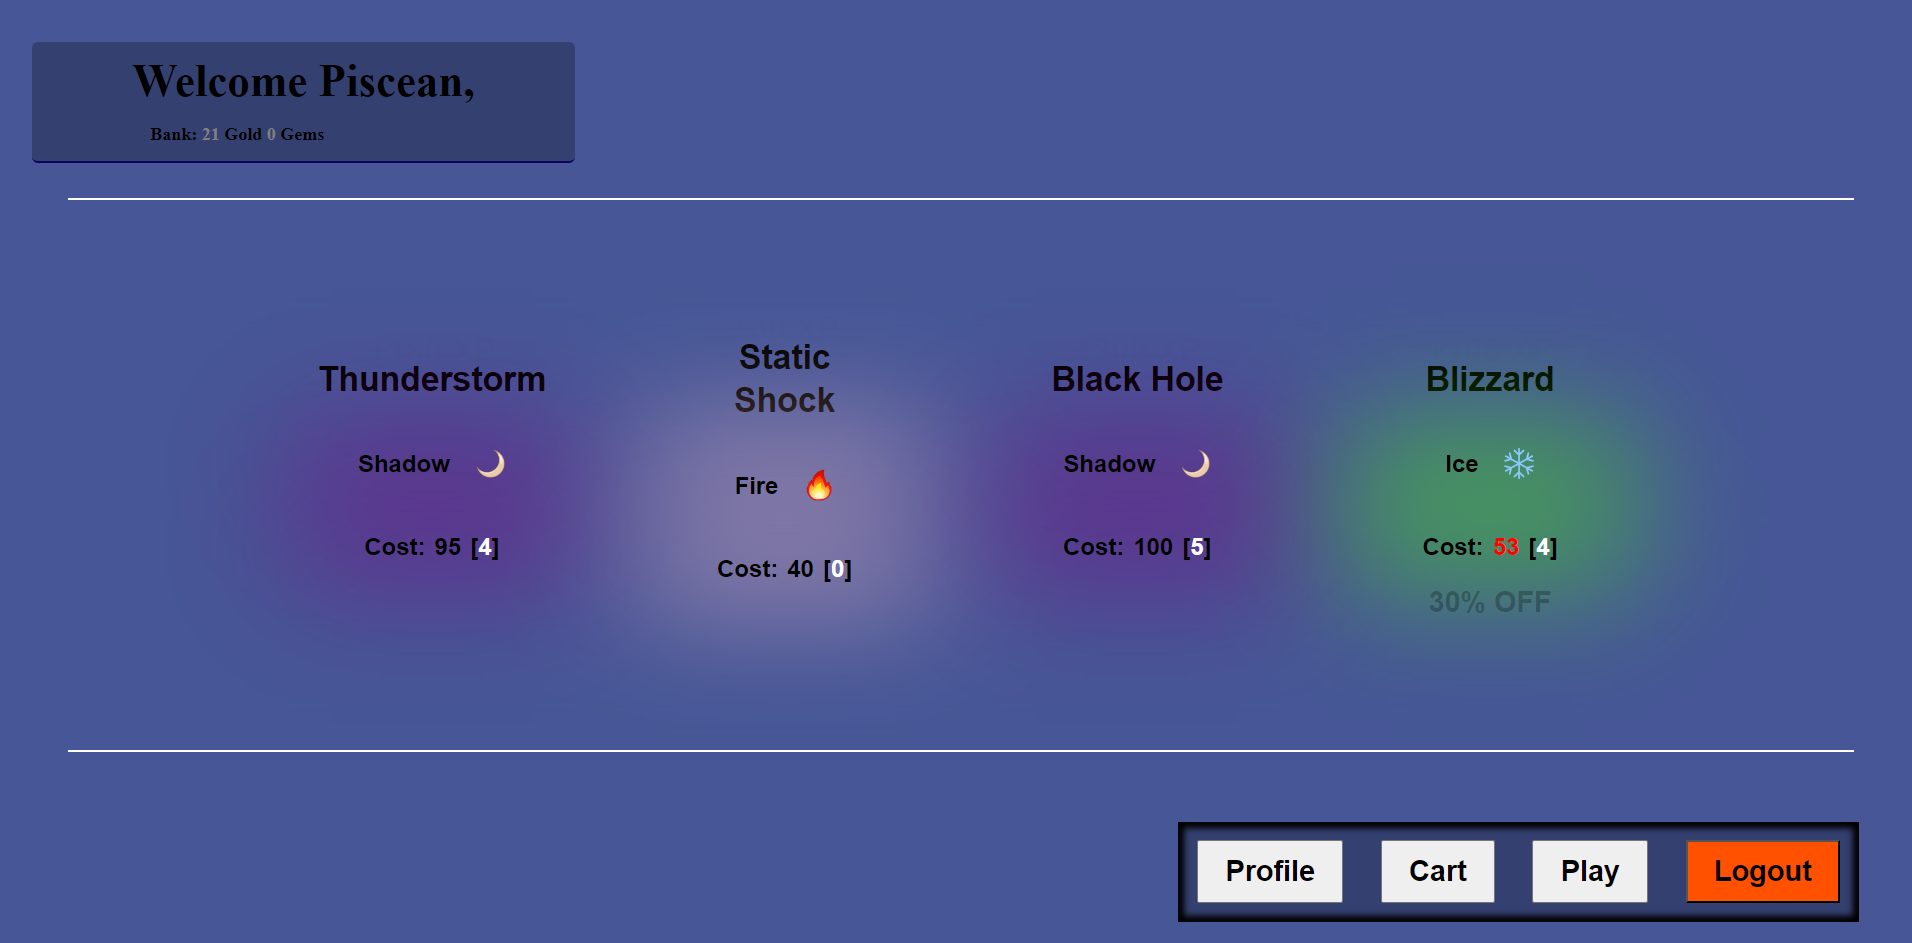 Welcome Piscean,
Bank: 21 Gold 0 Gems
Thunderstorm
Shadow
Cost: 95 [4]
Static
Shock
Fire
Cost: 40 [0]
Black Hole
Shadow
Cost: 100 [5]
Blizzard
Ice
Cost: 53 [4]
30% OFF
Profile
Cart
Play
Logout